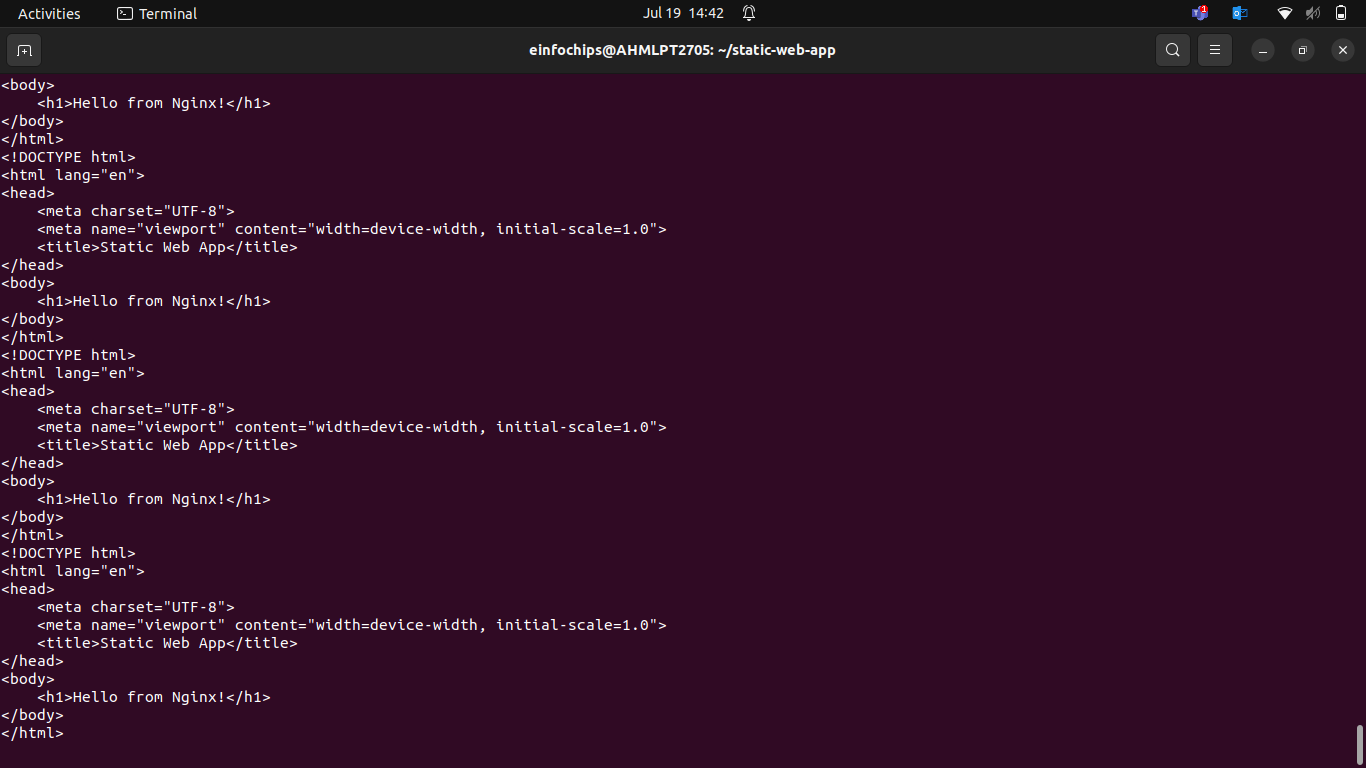 Activities
Terminal
Jul 19 14:42
1
einfochips@AHMLPT2705: ~/static-web-app
<body>
    <h1>Hello from Nginx!</h1>
</body>
</html>
<!DOCTYPE html>
<html lang="en">
<head>
    <meta charset="UTF-8">
    <meta name="viewport" content="width=device-width, initial-scale=1.0">
    <title>Static Web App</title>
</head>
<body>
    <h1>Hello from Nginx!</h1>
</body>
</html>
<!DOCTYPE html>
<html lang="en">
<head>
    <meta charset="UTF-8">
    <meta name="viewport" content="width=device-width, initial-scale=1.0">
    <title>Static Web App</title>
</head>
<body>
    <h1>Hello from Nginx!</h1>
</body>
</html>
<!DOCTYPE html>
<html lang="en">
<head>
    <meta charset="UTF-8">
    <meta name="viewport" content="width=device-width, initial-scale=1.0">
    <title>Static Web App</title>
</head>
<body>
    <h1>Hello from Nginx!</h1>
</body>
</html>